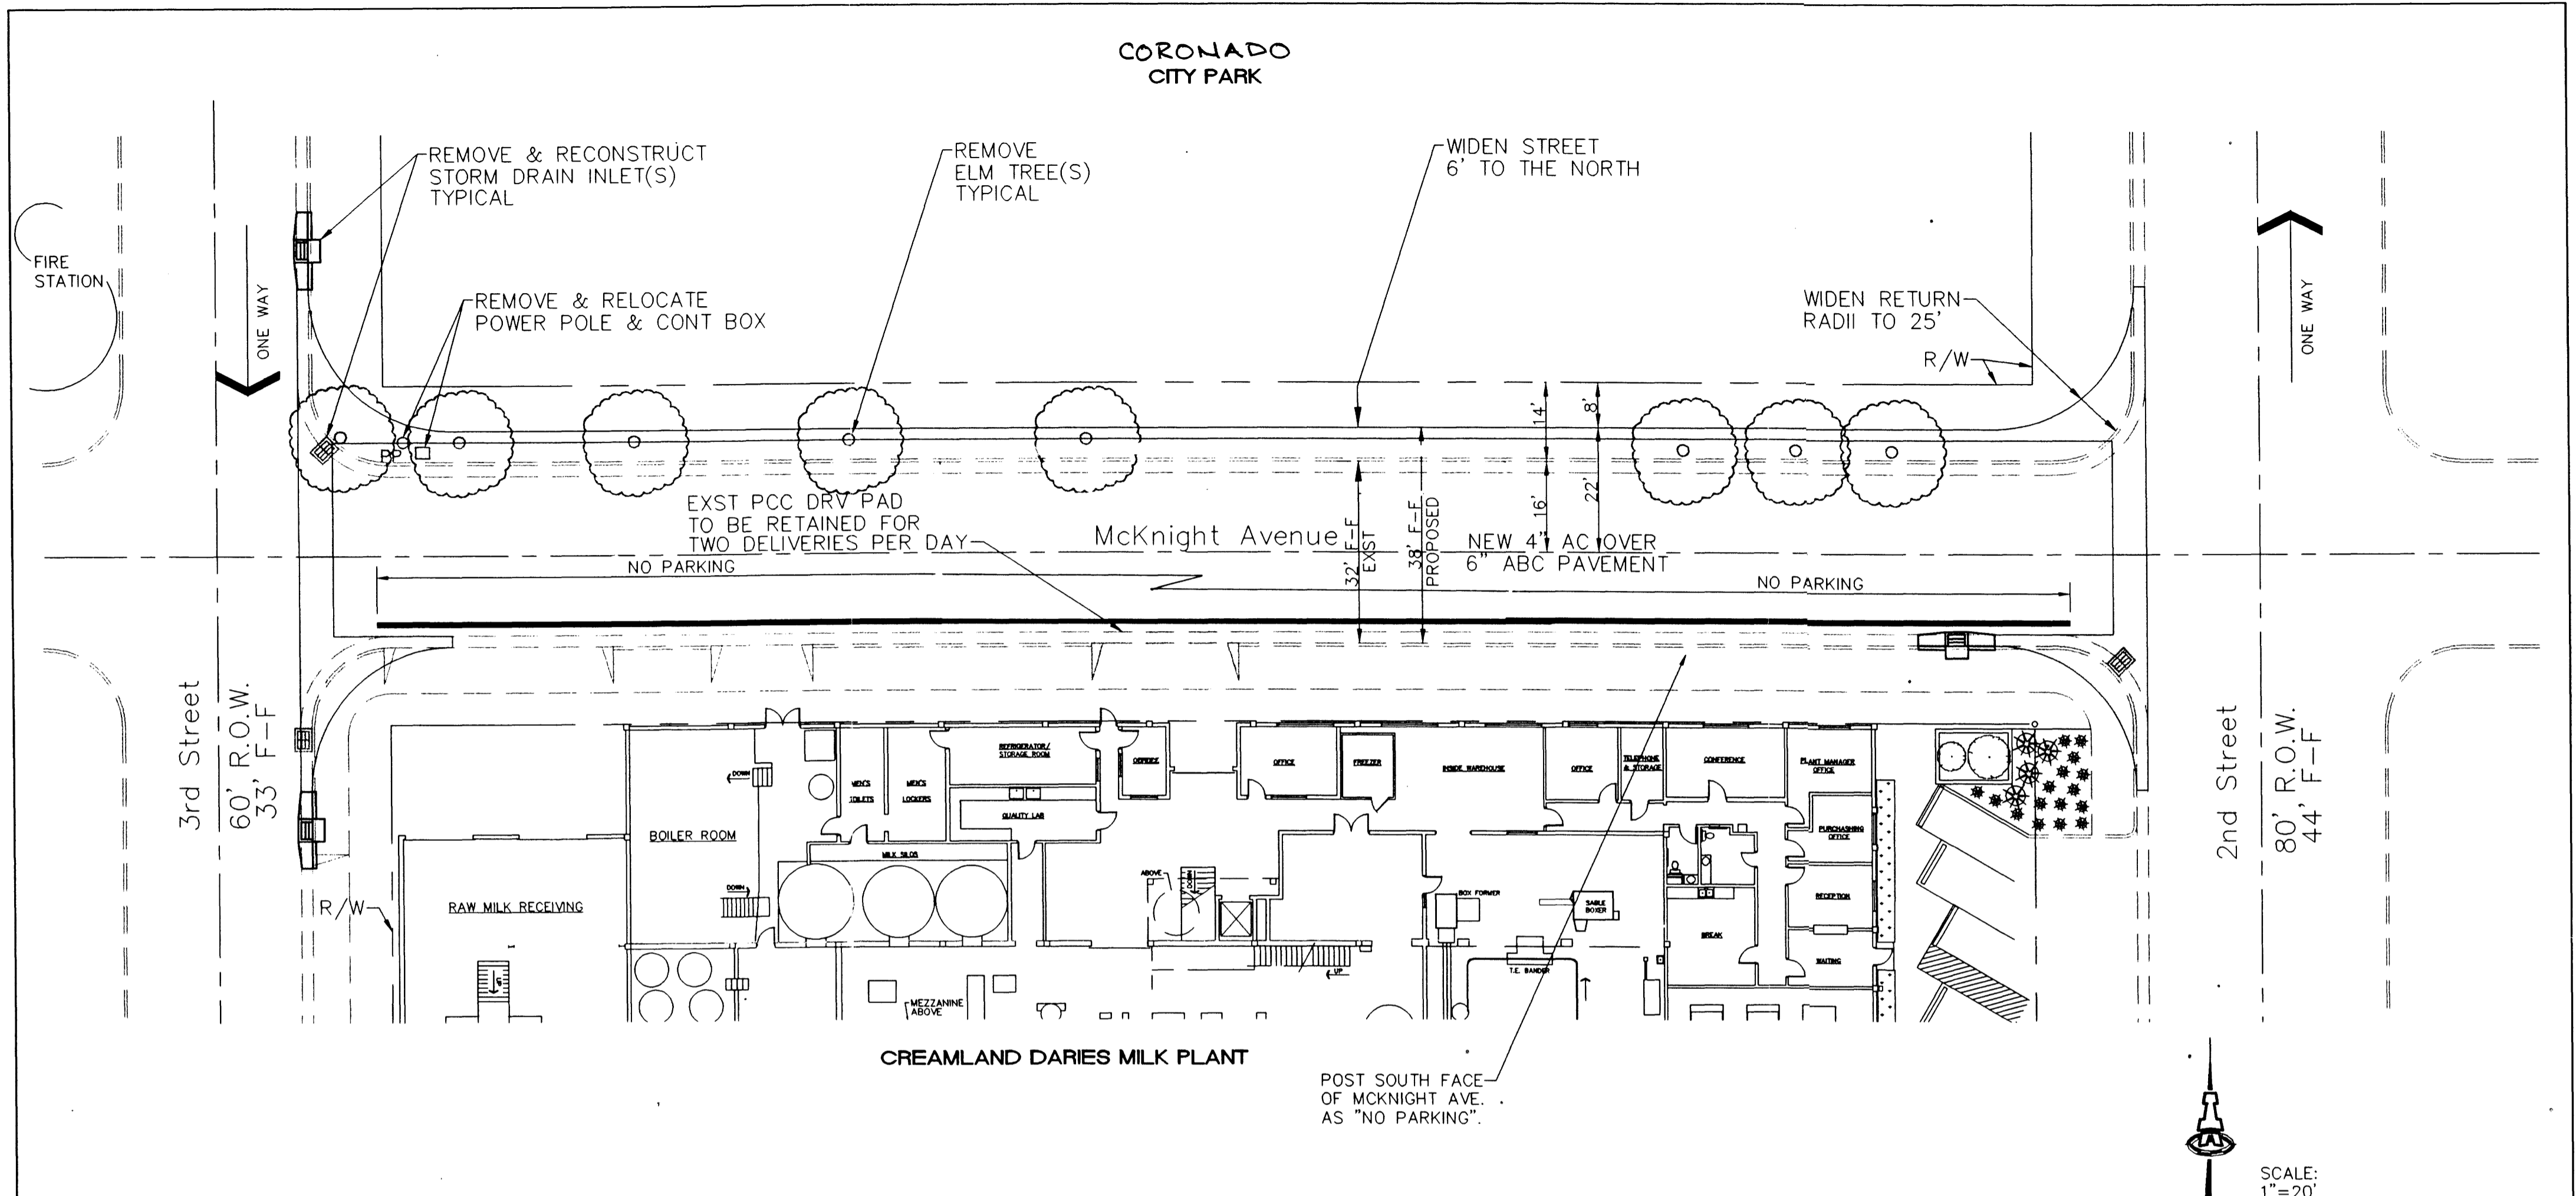 CORONADO
CITY PARK
REMOVE & RECONSTRUCT
STORM DRAIN INLET(S)
TYPICAL
REMOVE
ELM TREE(S)
TYPICAL
WIDEN STREET
6' TO THE NORTH
FIRE
STATION
ONE WAY
REMOVE & RELOCATE
POWER POLE & CONT BOX
WIDEN RETURN
RADII TO 25'
R/W
ONE WAY
14'
8'
PP
EXST PCC DRV PAD
TO BE RETAINED FOR
TWO DELIVERIES PER DAY
16'
22'
McKnight Avenue
32' F-F
EXST
38' F-F
PROPOSED
NEW 4" AC OVER
6" ABC PAVEMENT
NO PARKING
NO PARKING
3rd Street
60' R.O.W.
33' F-F
2nd Street
80' R.O.W.
44' F-F
REFRIGERATOR/
STORAGE ROOM
OFFICE
FREEZER
INSIDE WAREHOUSE
OFFICE
TELEPHONE
& STORAGE
CONFERENCE
PLANT MANAGER
OFFICE
DOWN
MEN'S
TOILETS
MEN'S
LOCKERS
QUALITY LAB
BOILER ROOM
PURCHASHING
OFFICE
MILK SILOS
ABOVE
DOWN
DOWN
BOX FORMER
SABLE
BOXER
RECEPTION
R/W
RAW MILK RECEIVING
BREAK
WAITING
UP
T.E. BANDER
UP
MEZZANINE
ABOVE
CREAMLAND DARIES MILK PLANT
POST SOUTH FACE
OF MCKNIGHT AVE.
AS "NO PARKING".
SCALE:
1"=20'